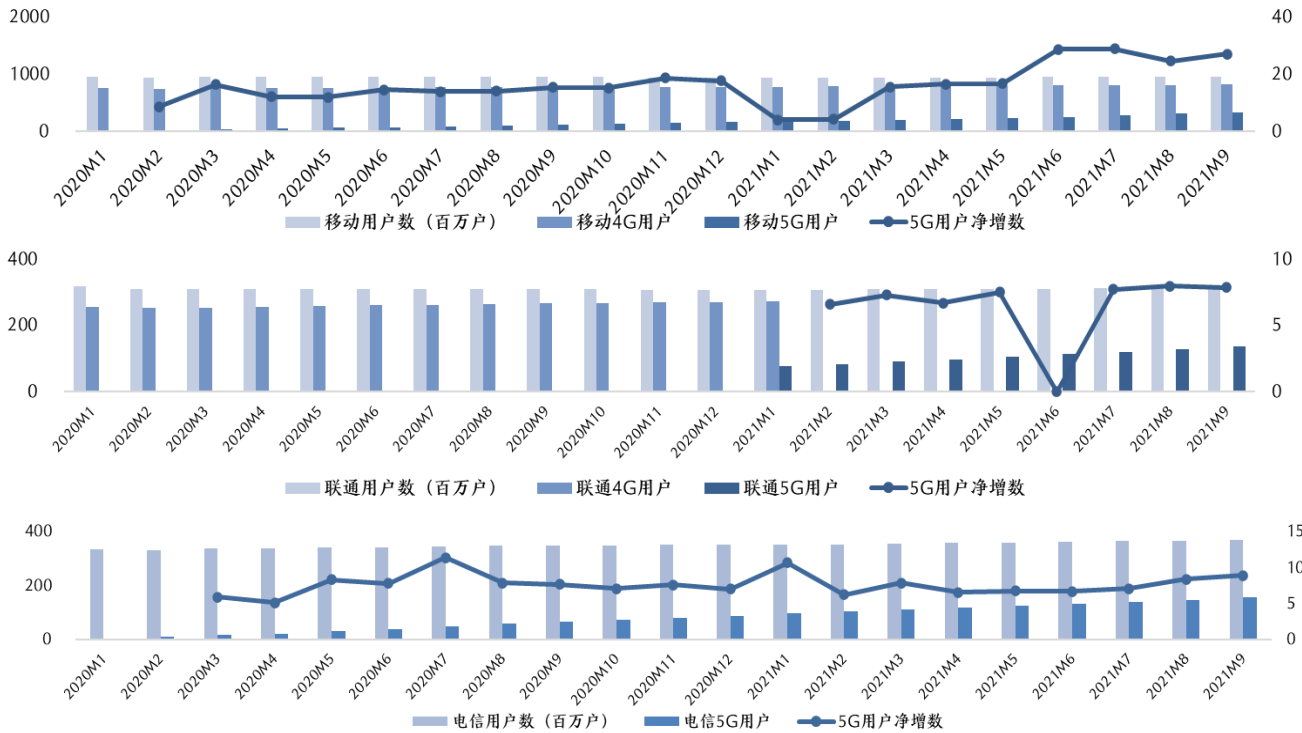 2000 40
1000 20
0 0
2020M1 2020M2 2020M3 2020M4 2020M5 2020M6 2020M7 2020M8 2020M9 2020M10 2020M11 2020M12 2021M1 2021M2 2021M3 2021M4 2021M5 2021M6 2021M7 2021M8 2021M9
移动用户数（百万户） 移动4G用户 移动5G用户 5G用户净增数
400 10
200 5
0 0
2020M1 2020M2 2020M3 2020M4 2020M5 2020M6 2020M7 2020M8 2020M9 2020M10 2020M11 2020M12 2021M1 2021M2 2021M3 2021M4 2021M5 2021M6 2021M7 2021M8 2021M9
联通用户数（百万户） 联通4G用户 联通5G用户 5G用户净增数
400 15
10
200
5
0 0
2020M1 2020M2 2020M3 2020M4 2020M5 2020M6 2020M7 2020M8 2020M9 2020M10 2020M11 2020M12 2021M1 2021M2 2021M3 2021M4 2021M5 2021M6 2021M7 2021M8 2021M9
电信用户数（百万户） 电信5G用户 5G用户净增数